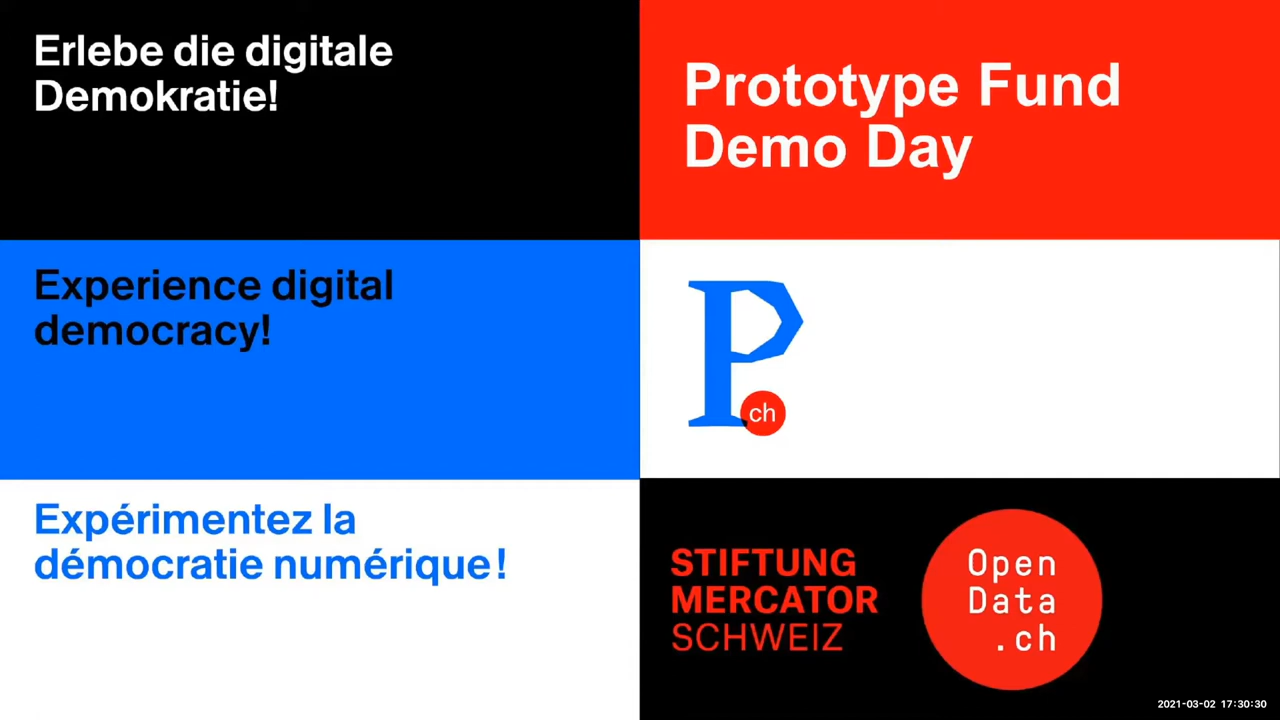 Erlebe die digitale
Demokratie!
Prototype Fund
Demo Day
Experience digital
democracy!
P
ch
Expérimentez la
démocratie numérique !
STIFTUNG
MERCATOR
SCHWEIZ
Open
Data
.ch
2021-03-02 17:30:30